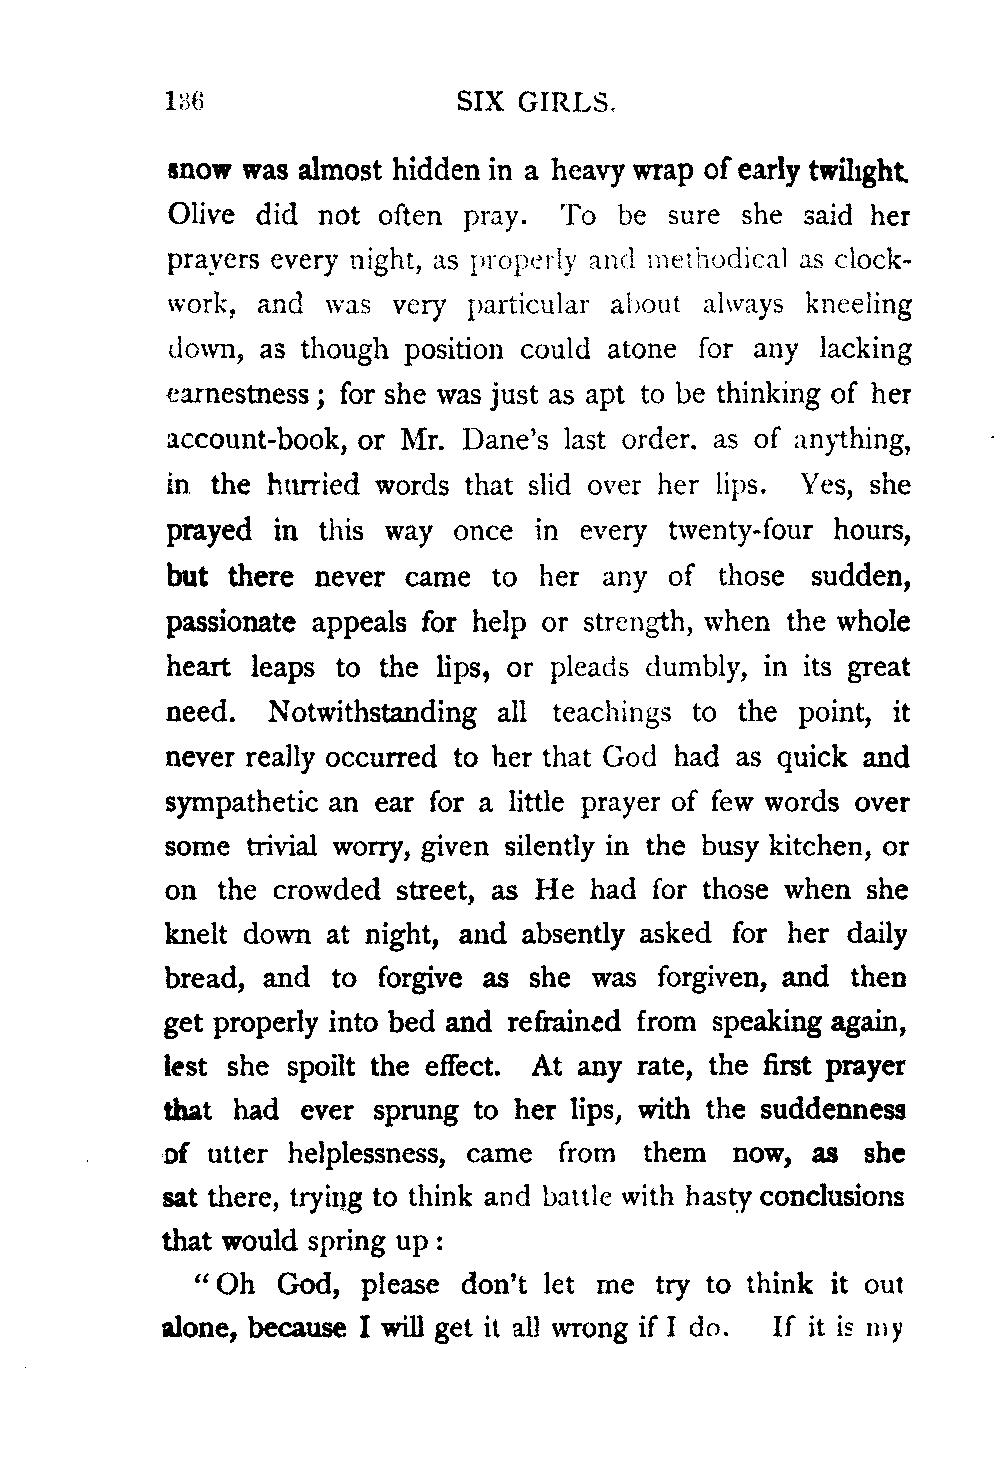 136 SIX GIRLS.
snow was almost hidden in a heavy wrap of early twilight.
Olive did not often pray. To be sure she said her
prayers every night, as properly and methodical as clock-
work, and was very particular about always kneeling
down, as though position could atone for any lacking
earnestness; for she was just as apt to be thinking of her
account-book, or Mr. Dane's last order. as of anything,
in the hurried words that slid over her lips. Yes, she
prayed in this way once in every twenty-four hours,
but there never came to her any of those sudden,
passionate appeals for help or strength, when the whole
heart leaps to the lips, or pleads dumbly, in its great
need. Notwithstanding all teachings to the point, it
never really occurred to her that God had as quick and
sympathetic an ear for a little prayer of few words over
some trivial worry, given silently in the busy kitchen, or
on the crowded street, as He had for those when she
knelt down at night, and absently asked for her daily
bread, and to forgive as she was forgiven, and then
get properly into bed and refrained from speaking again,
lest she spoilt the effect. At any rate, the first prayer
that had ever sprung to her lips, with the suddenness
of utter helplessness, came from them now, as she
sat there, trying to think and battle with hasty conclusions
that would spring up:
"Oh God, please don't let me try to think it out
alone, because I will get it all wrong if I do. If it is my